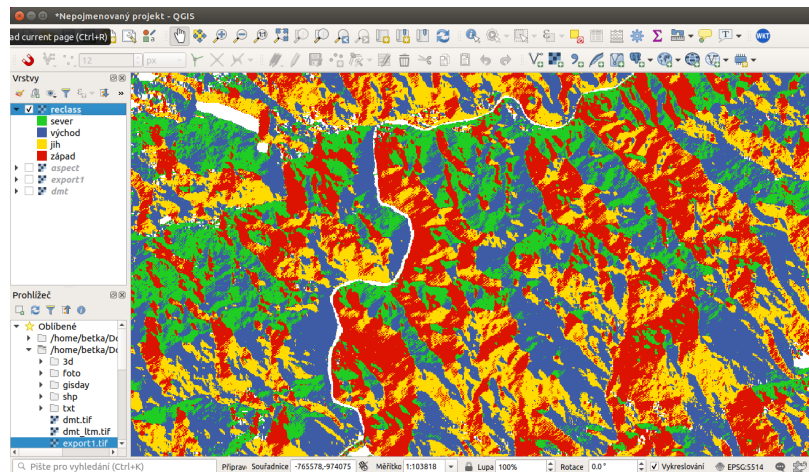 *Nepojmenovaný projekt - QGIS
ad current page (Ctrl+R)
1:1
Σ
T
WKT
12
px
Vrstvy
reclass
sever
východ
jih
západ
aspect
export1
dmt
Prohlížeč
Oblíbené
/home/betka/Do
/home/betka/Do
3d
foto
gisday
shp
txt
dmt.tif
dmt_ltm.tif
export1.tif
Pište pro vyhledání (Ctrl+K)
Připrav Souřadnice -765578,-974075 Měřítko 1:103818 Lupa 100% Rotace 0.0° Vykreslování EPSG:5514